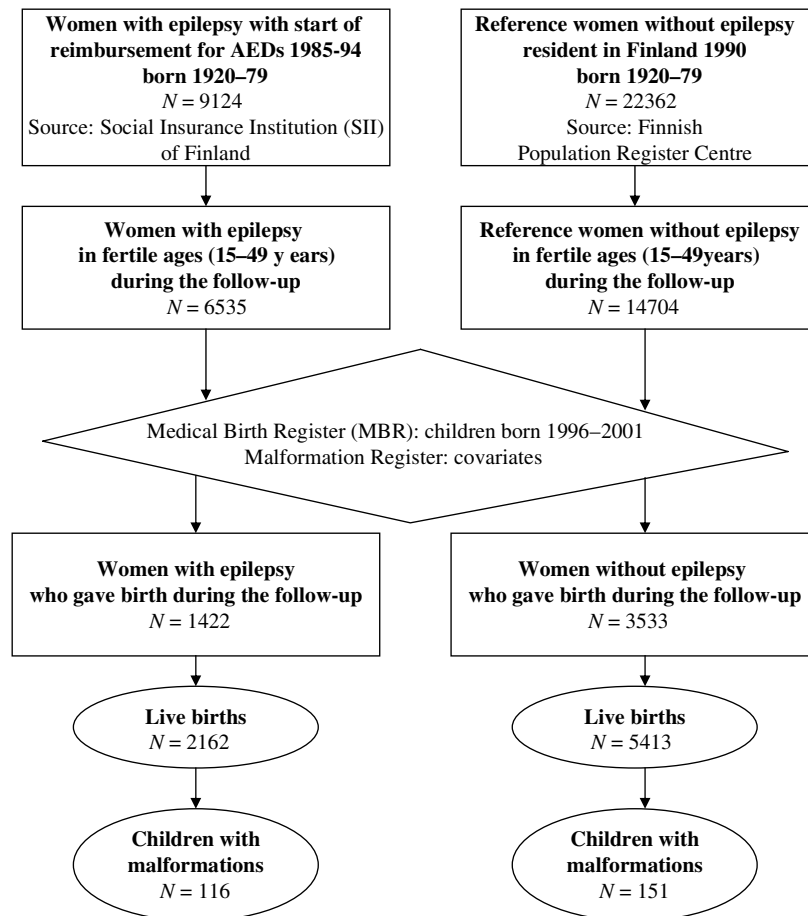 Women with epilepsy with start of
reimbursement for AEDs 1985-94
born 1920–79
N = 9124
Source: Social Insurance Institution (SII)
of Finland
Reference women without epilepsy
resident in Finland 1990
born 1920–79
N = 22362
Source: Finnish
Population Register Centre
Women with epilepsy
in fertile ages (15–49 y ears)
during the follow-up
N = 6535
Reference women without epilepsy
in fertile ages (15–49years)
during the follow-up
N = 14704
Medical Birth Register (MBR): children born 1996–2001
Malformation Register: covariates
Women with epilepsy
who gave birth during the follow-up
N = 1422
Women without epilepsy
who gave birth during the follow-up
N = 3533
Live births
N = 2162
Live births
N = 5413
Children with
malformations
N = 116
Children with
malformations
N = 151